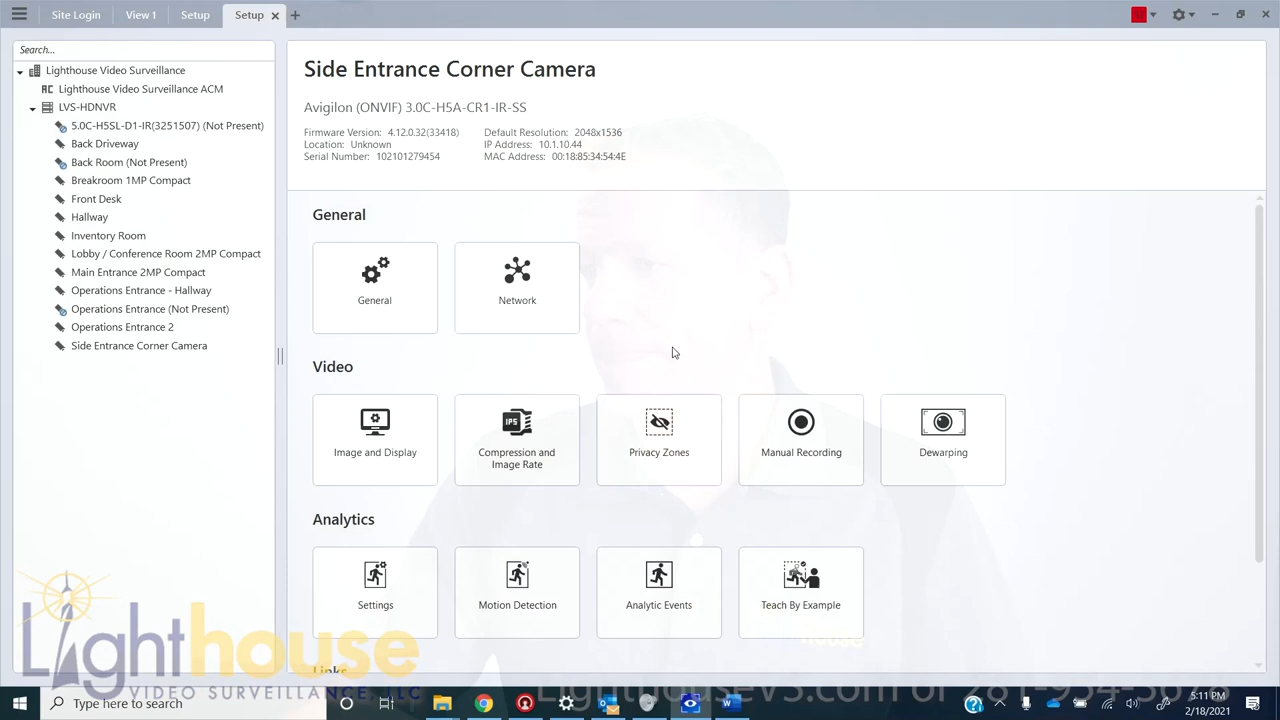 Site Login
View 1
Setup
Setup
Search...
Lighthouse Video Surveillance
Lighthouse Video Surveillance ACM
LVS-HDNVR
5.0C-H5SL-D1-IR(3251507) (Not Present)
Back Driveway
Back Room (Not Present)
Breakroom 1MP Compact
Front Desk
Hallway
Inventory Room
Lobby / Conference Room 2MP Compact
Main Entrance 2MP Compact
Operations Entrance - Hallway
Operations Entrance (Not Present)
Operations Entrance 2
Side Entrance Corner Camera
Side Entrance Corner Camera
Avigilon (ONVIF) 3.0C-H5A-CR1-IR-SS
Firmware Version: 4.12.0.32(33418) Default Resolution: 2048x1536
Location: Unknown IP Address: 10.1.10.44
Serial Number: 102101279454 MAC Address: 00:18:85:34:54:4E
General
General
Network
Video
Image and Display
IPS
Compression and
Image Rate
Privacy Zones
Manual Recording
Dewarping
Analytics
Settings
Motion Detection
Analytic Events
Teach By Example
Links
Lighthouse
VIDEO SURVEILLANCE, LLC
house
LighthouseVS.com or
Type here to search
5:11 PM
2/18/2021